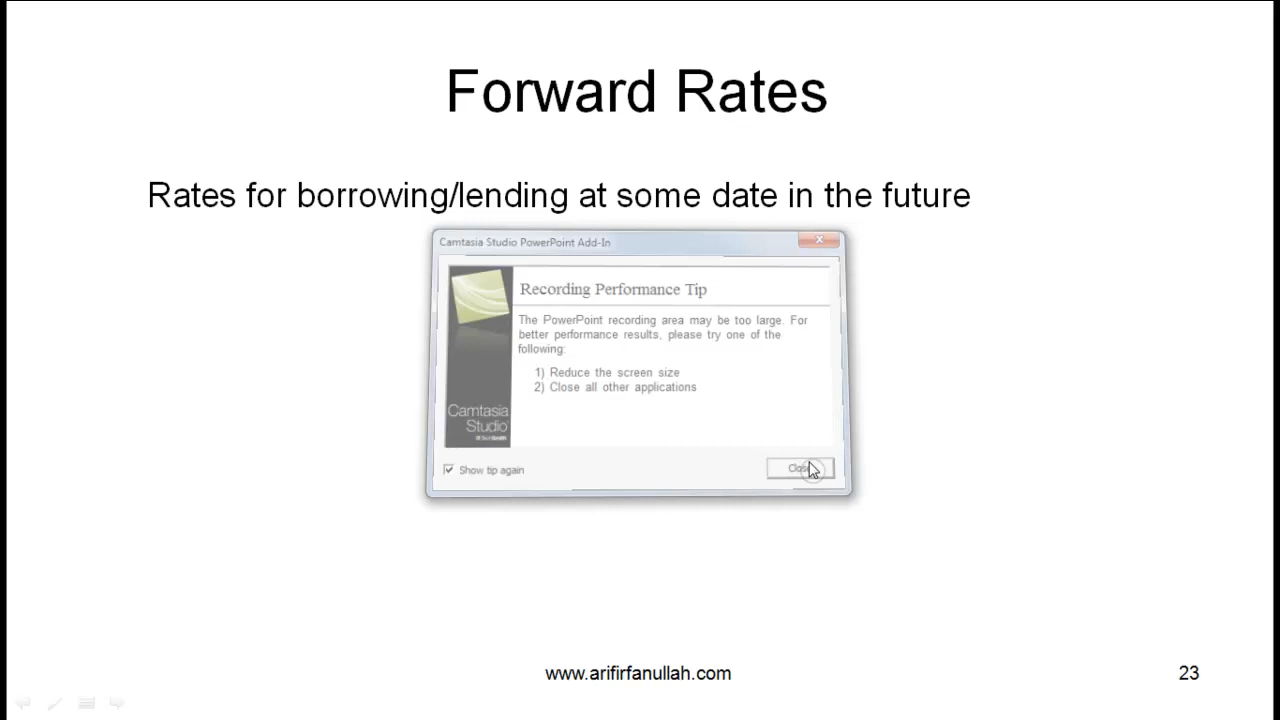 Forward Rates
Rates for borrowing/lending at some date in the future
Camtasia Studio PowerPoint Add-In
Recording Performance Tip
The PowerPoint recording area may be too large. For
better performance results, please try one of the
following:
1) Reduce the screen size
2) Close all other applications
Camtasia
Studio
Show tip again
Close
www.arifirfanullah.com
23